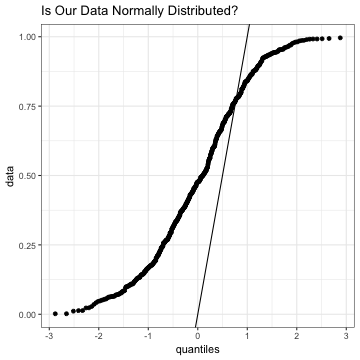 Is Our Data Normally Distributed?
1.00
0.75
0.50
0.25
0.00
data
-3 -2 -1 0 1 2 3
quantiles